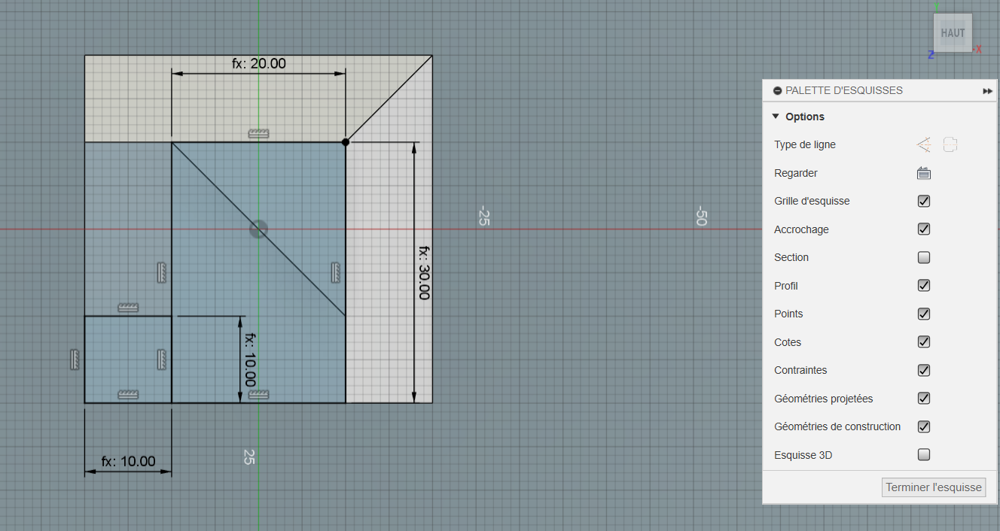 HAUT
X
Z
fx: 20.00
fx: 30.00
fx: 10.00
fx: 10.00
-25
-50
25
PALETTE D'ESQUISSES
Options
Type de ligne
Regarder
Grille d'esquisse
Accrochage
Section
Profil
Points
Cotes
Contraintes
Géométries projetées
Géométries de construction
Esquisse 3D
Terminer l'esquisse